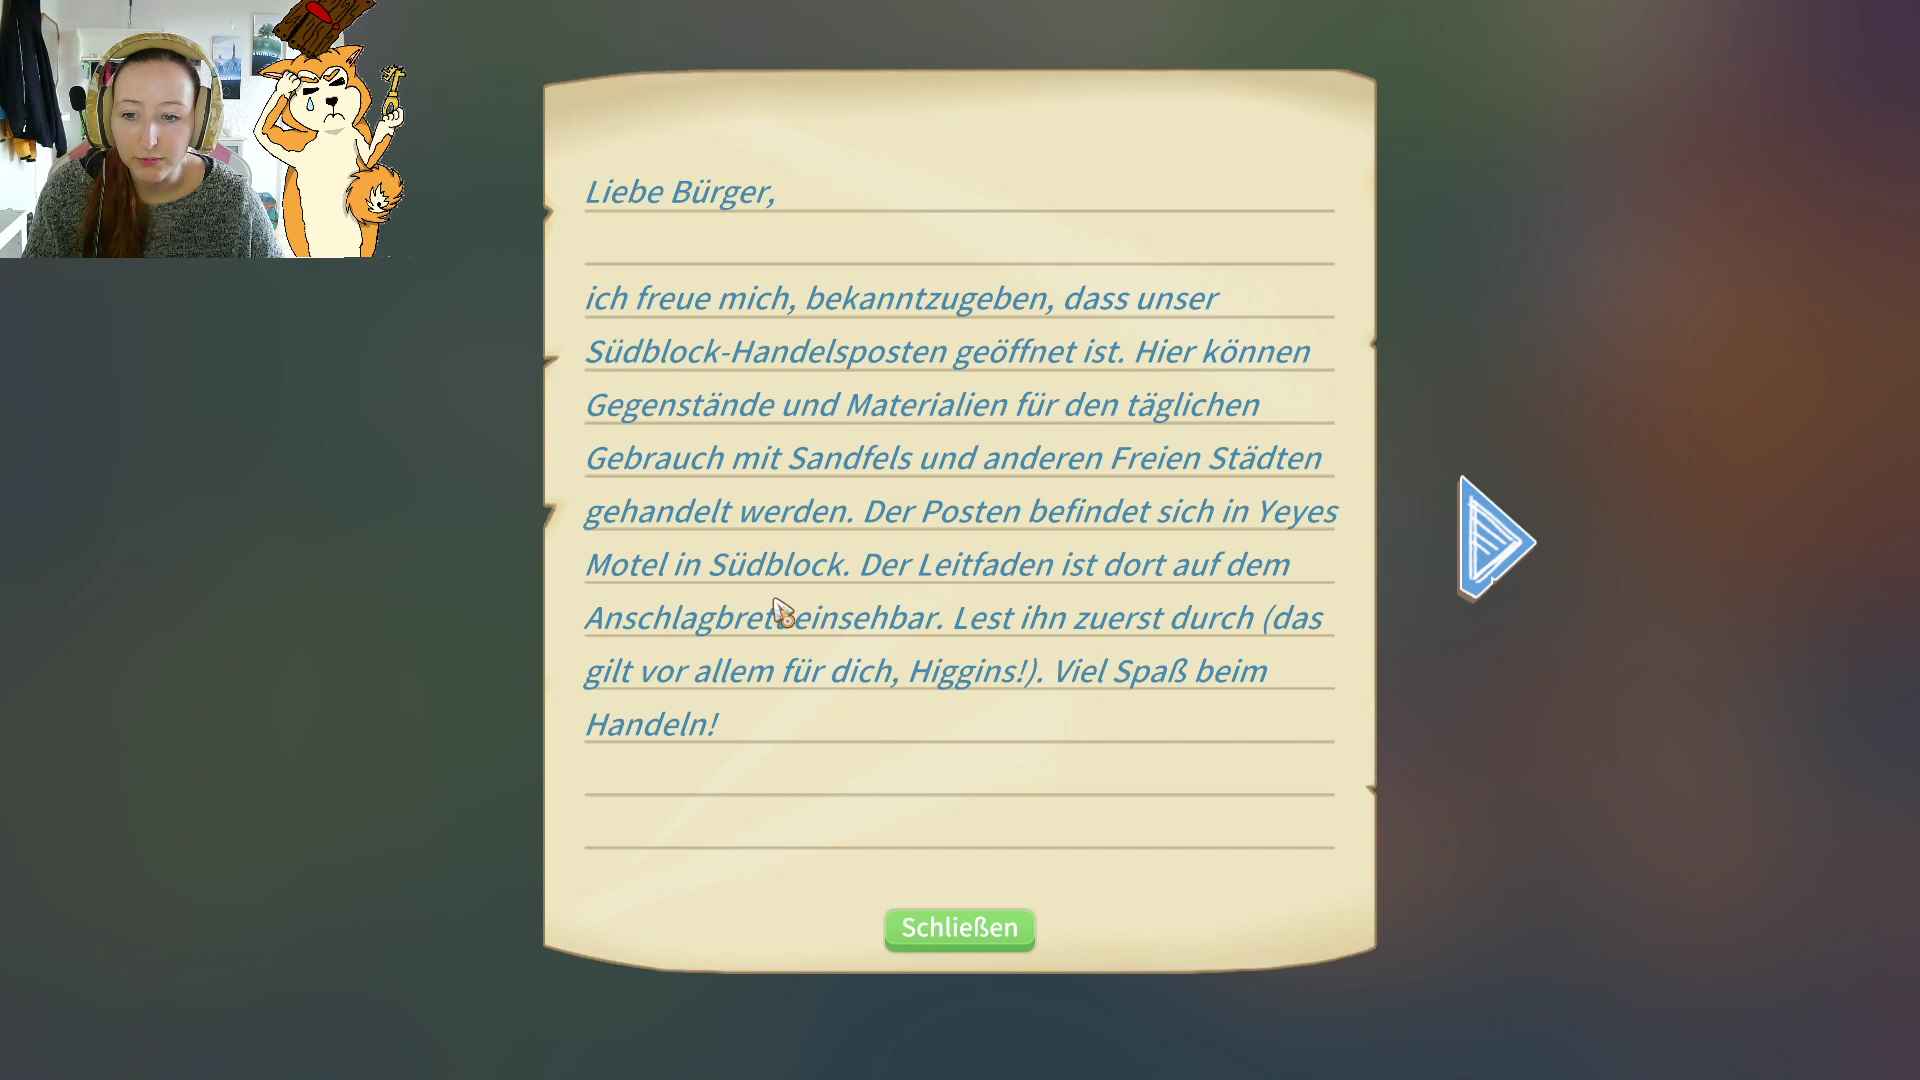 Liebe Bürger,
ich freue mich, bekanntzugeben, dass unser
Südblock-Handelsposten geöffnet ist. Hier können
Gegenstände und Materialien für den täglichen
Gebrauch mit Sandfels und anderen Freien Städten
gehandelt werden. Der Posten befindet sich in Yeyes
Motel in Südblock. Der Leitfaden ist dort auf dem
Anschlagbrett einsehbar. Lest ihn zuerst durch (das
gilt vor allem für dich, Higgins!). Viel Spaß beim
Handeln!
Schließen